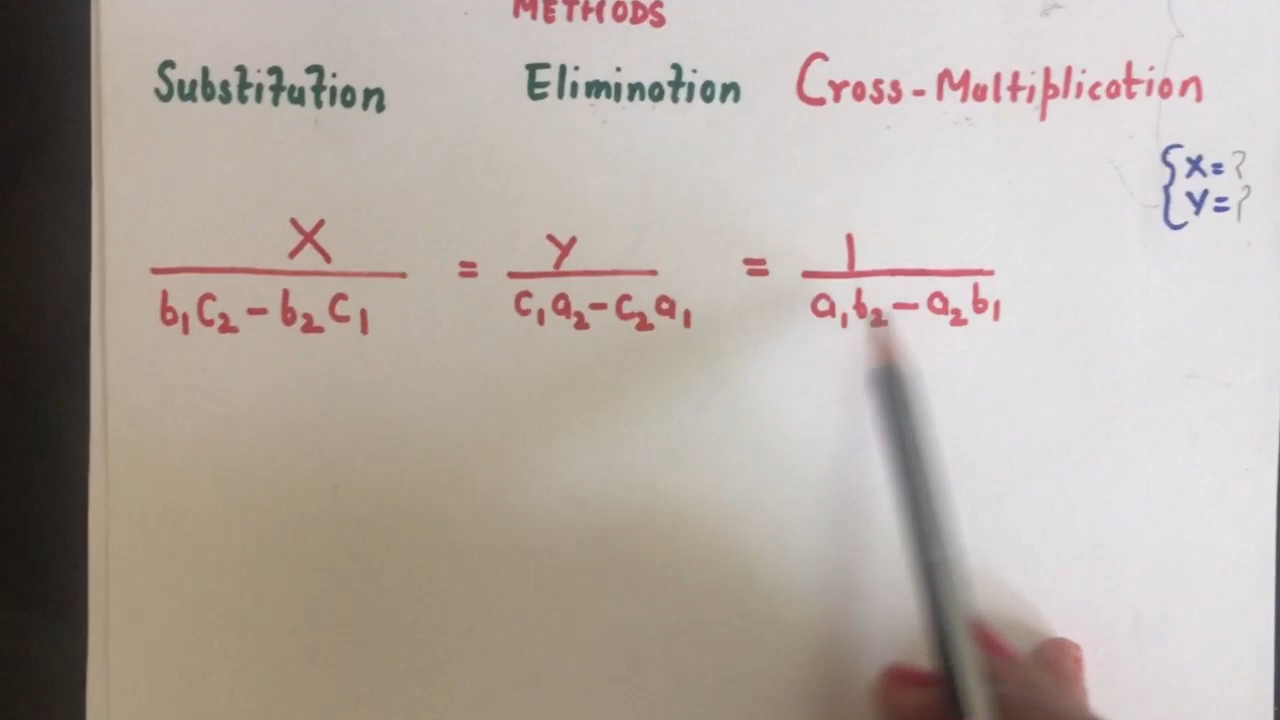 METHODS
Substitution Elimination Cross-Multiplication
{ X = ?
Y = ?
X = Y = 1
b₁c₂ - b₂c₁ c₁a₂ - c₂a₁ a₁b₂ - a₂b₁